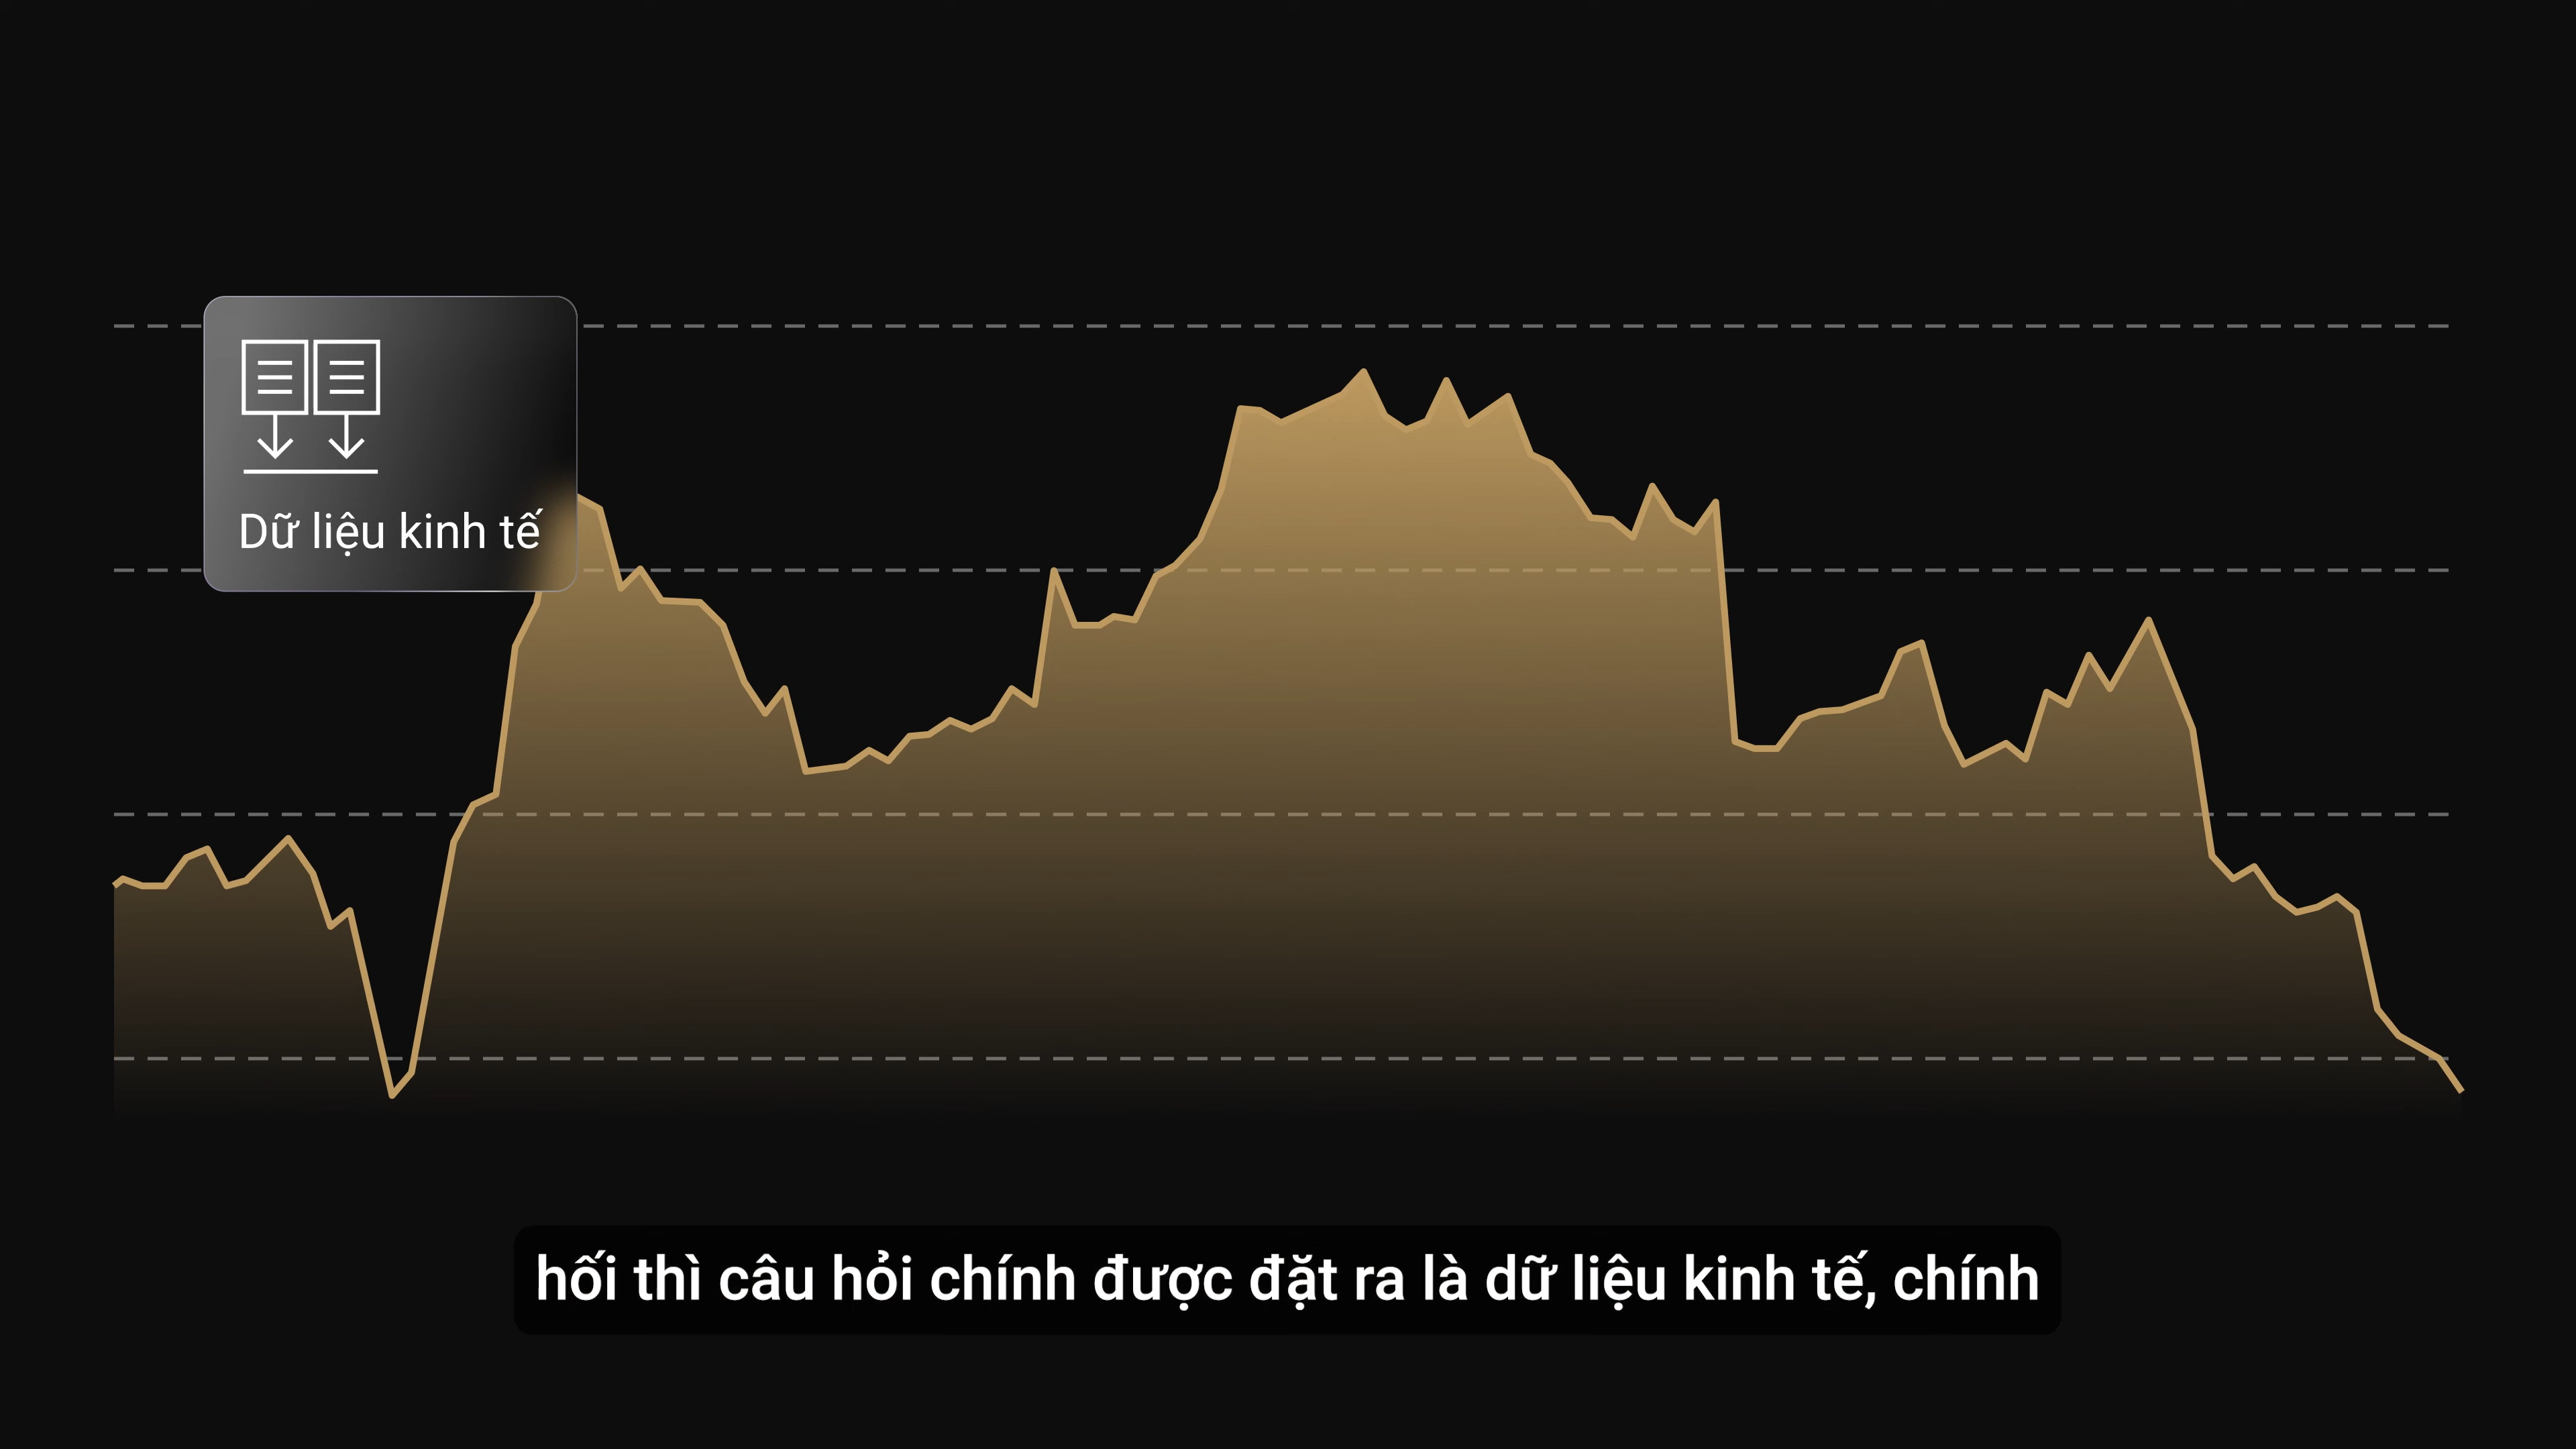 Dữ liệu kinh tế
hối thì câu hỏi chính được đặt ra là dữ liệu kinh tế, chính